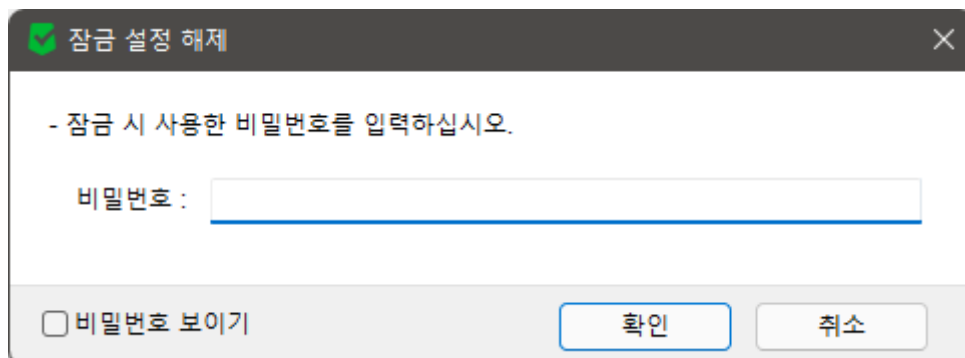 잠금 설정 해제
- 잠금 시 사용한 비밀번호를 입력하십시오.
비밀번호 :
비밀번호 보이기
확인
취소